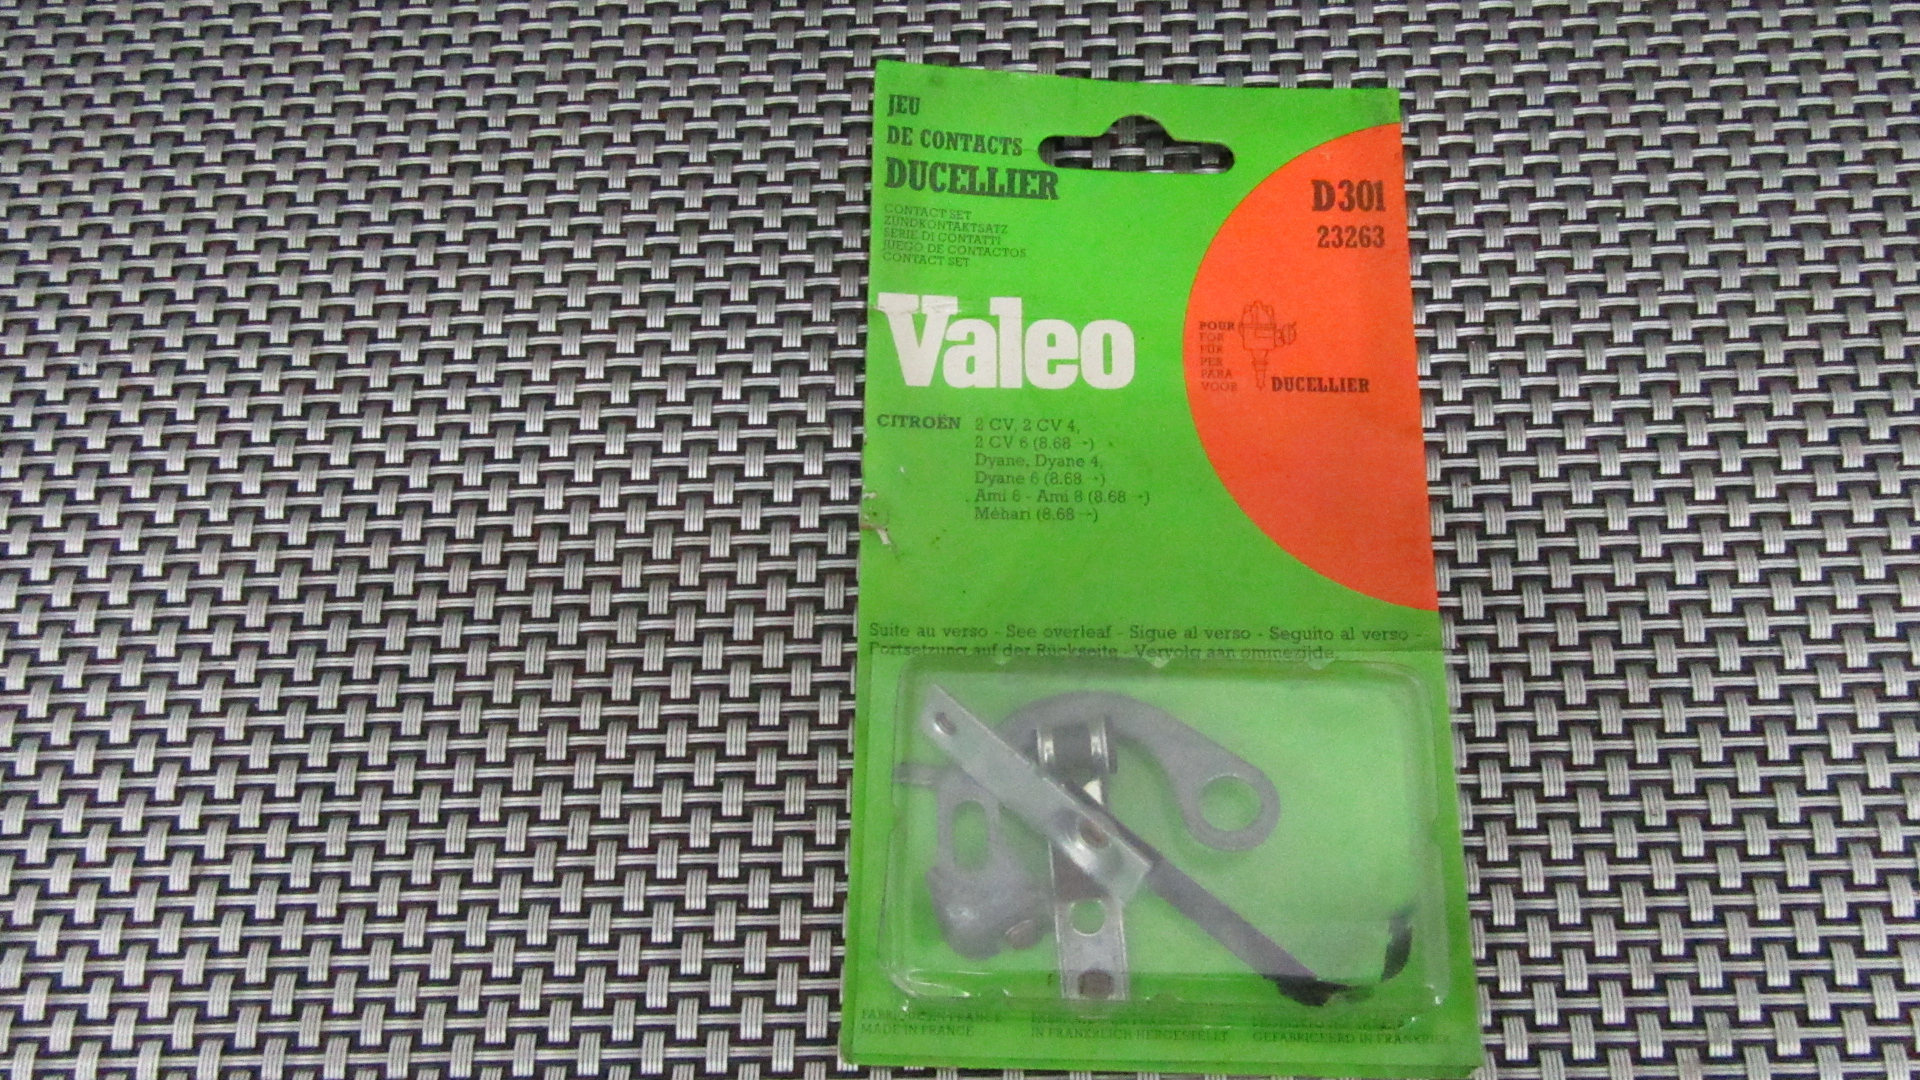 JEU
DE CONTACTS
DUCELLIER
CONTACT SET
ZUNDKONTAKTSATZ
SERIE DI CONTATTI
JUEGO DE CONTACTOS
CONTACT SET
D301
23263
Valeo
POUR
FOR
FUR
PER
PARA
VOOR
DUCELLIER
CITROËN 2 CV, 2 CV 4,
2 CV 6 (8.68 →)
Dyane, Dyane 4,
Dyane 6 (8.68 →)
Ami 6 - Ami 8 (8.68 →)
Méhari (8.68 →)
Suite au verso - See overleaf - Sigue al verso - Seguito al verso -
Fortsetzung auf der Rückseite - Vervolg aan ommezijde.
MADE IN FRANCE
IN FRANKREICH HERGESTELLT
GEFABRICEERD IN FRANKRIJK